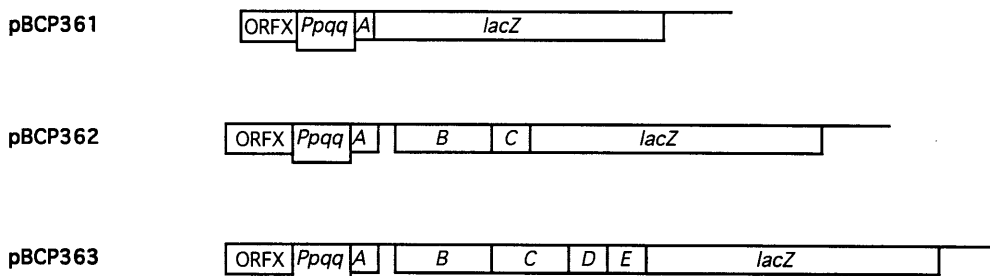 pBCP361 ORFX Ppqq A lacZ
pBCP362 ORFX Ppqq A B C lacZ
pBCP363 ORFX Ppqq A B C D E lacZ